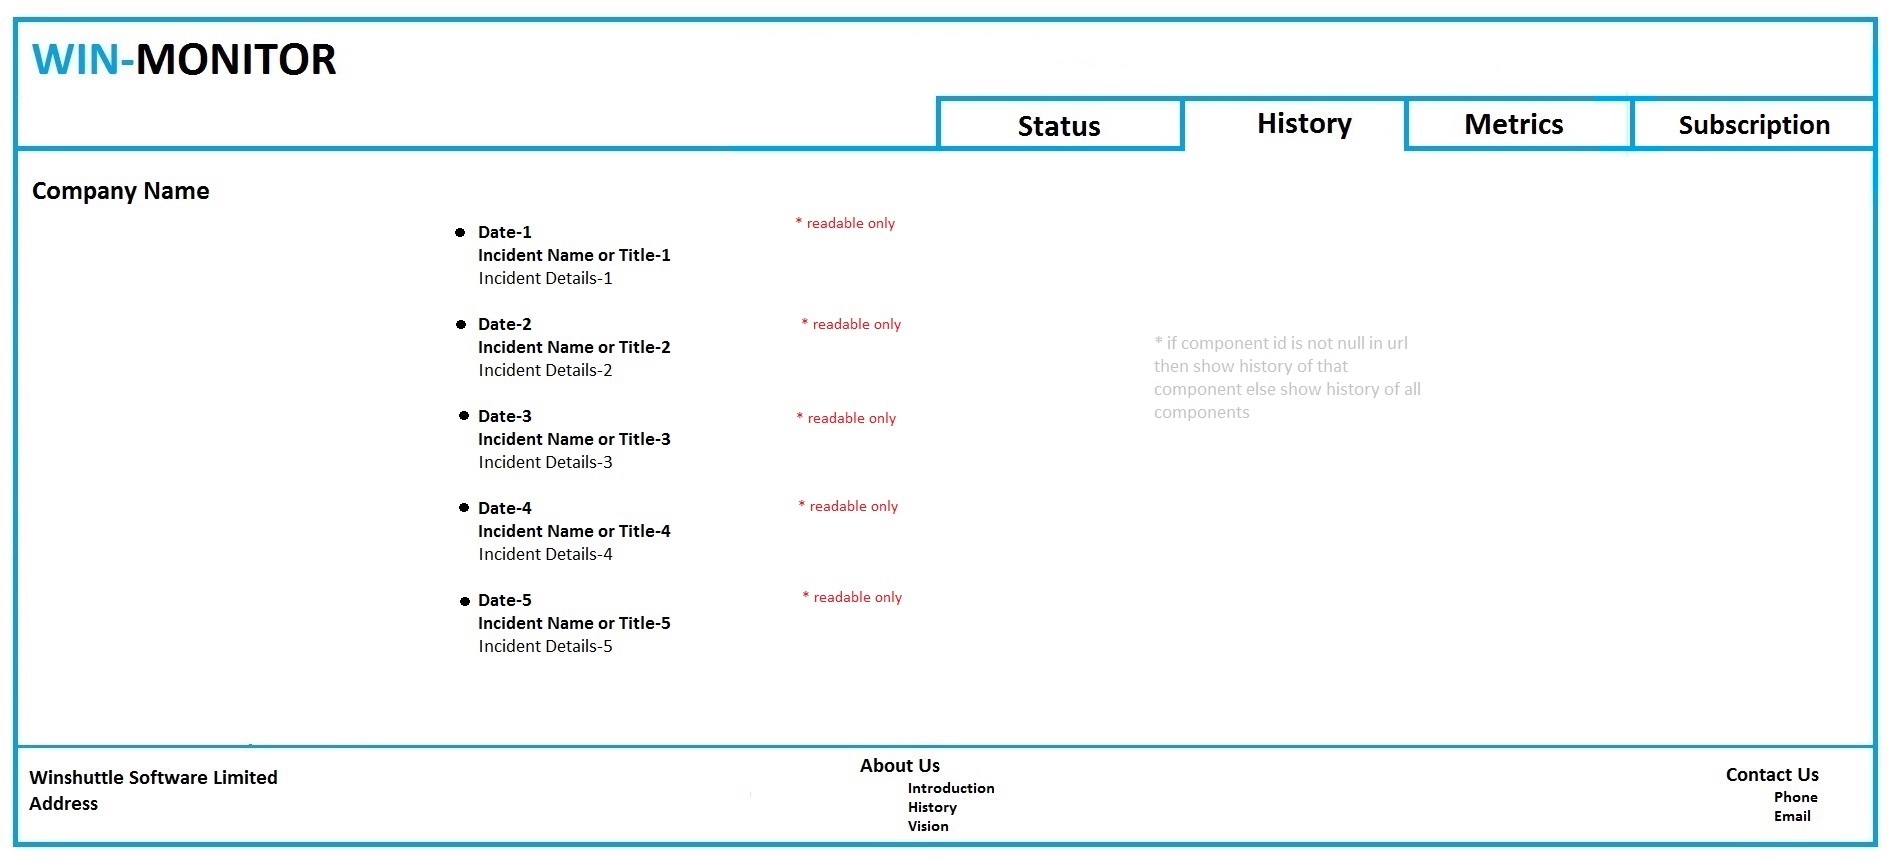 WIN-MONITOR
Status
History
Metrics
Subscription
Company Name
Date-1
* readable only
Incident Name or Title-1
Incident Details-1
Date-2
* readable only
Incident Name or Title-2
Incident Details-2
Date-3
* readable only
Incident Name or Title-3
Incident Details-3
Date-4
* readable only
Incident Name or Title-4
Incident Details-4
Date-5
* readable only
Incident Name or Title-5
Incident Details-5
* if component id is not null in url
then show history of that
component else show history of all
components
Winshuttle Software Limited
Address
About Us
Introduction
History
Vision
Contact Us
Phone
Email